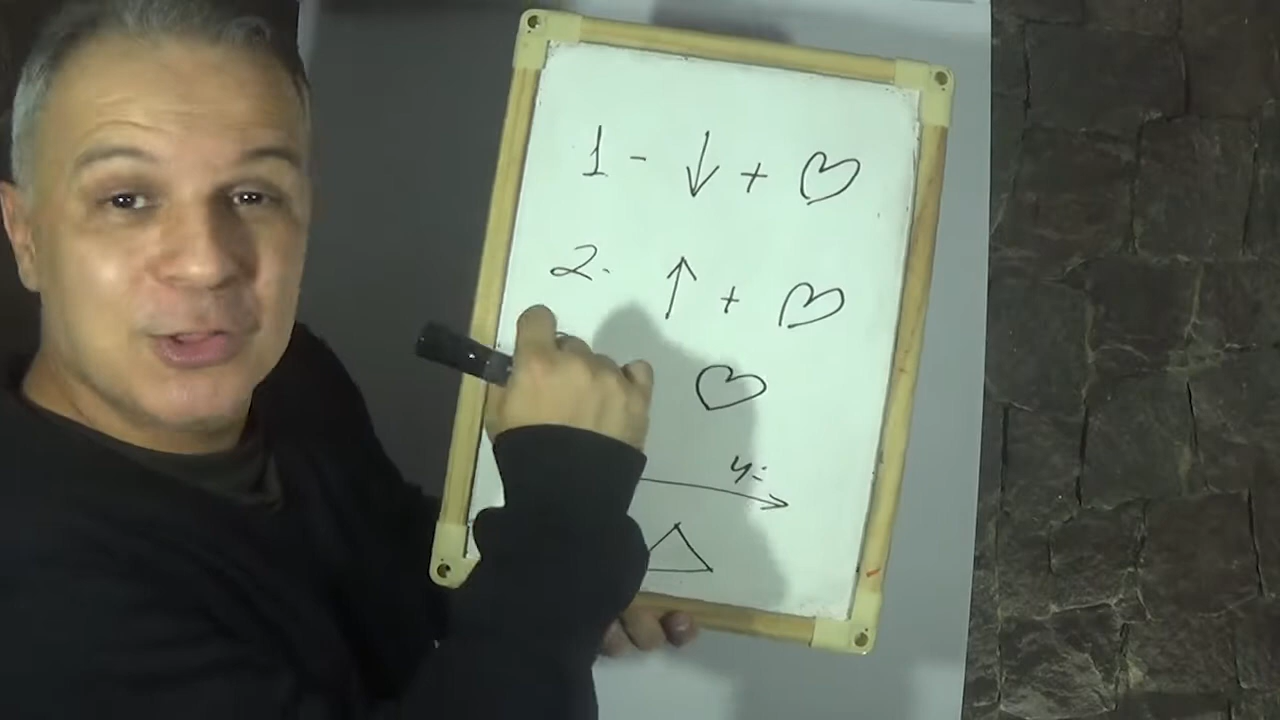 1 - ↓ + ♡
2. ↑ + ♡
♡
4: